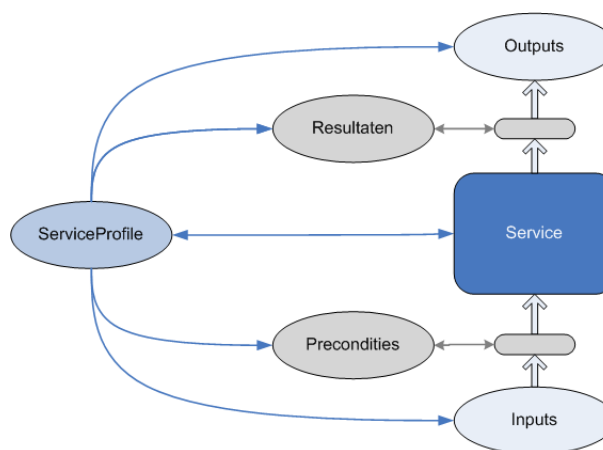 Outputs
Resultaten
ServiceProfile
Service
Precondities
Inputs